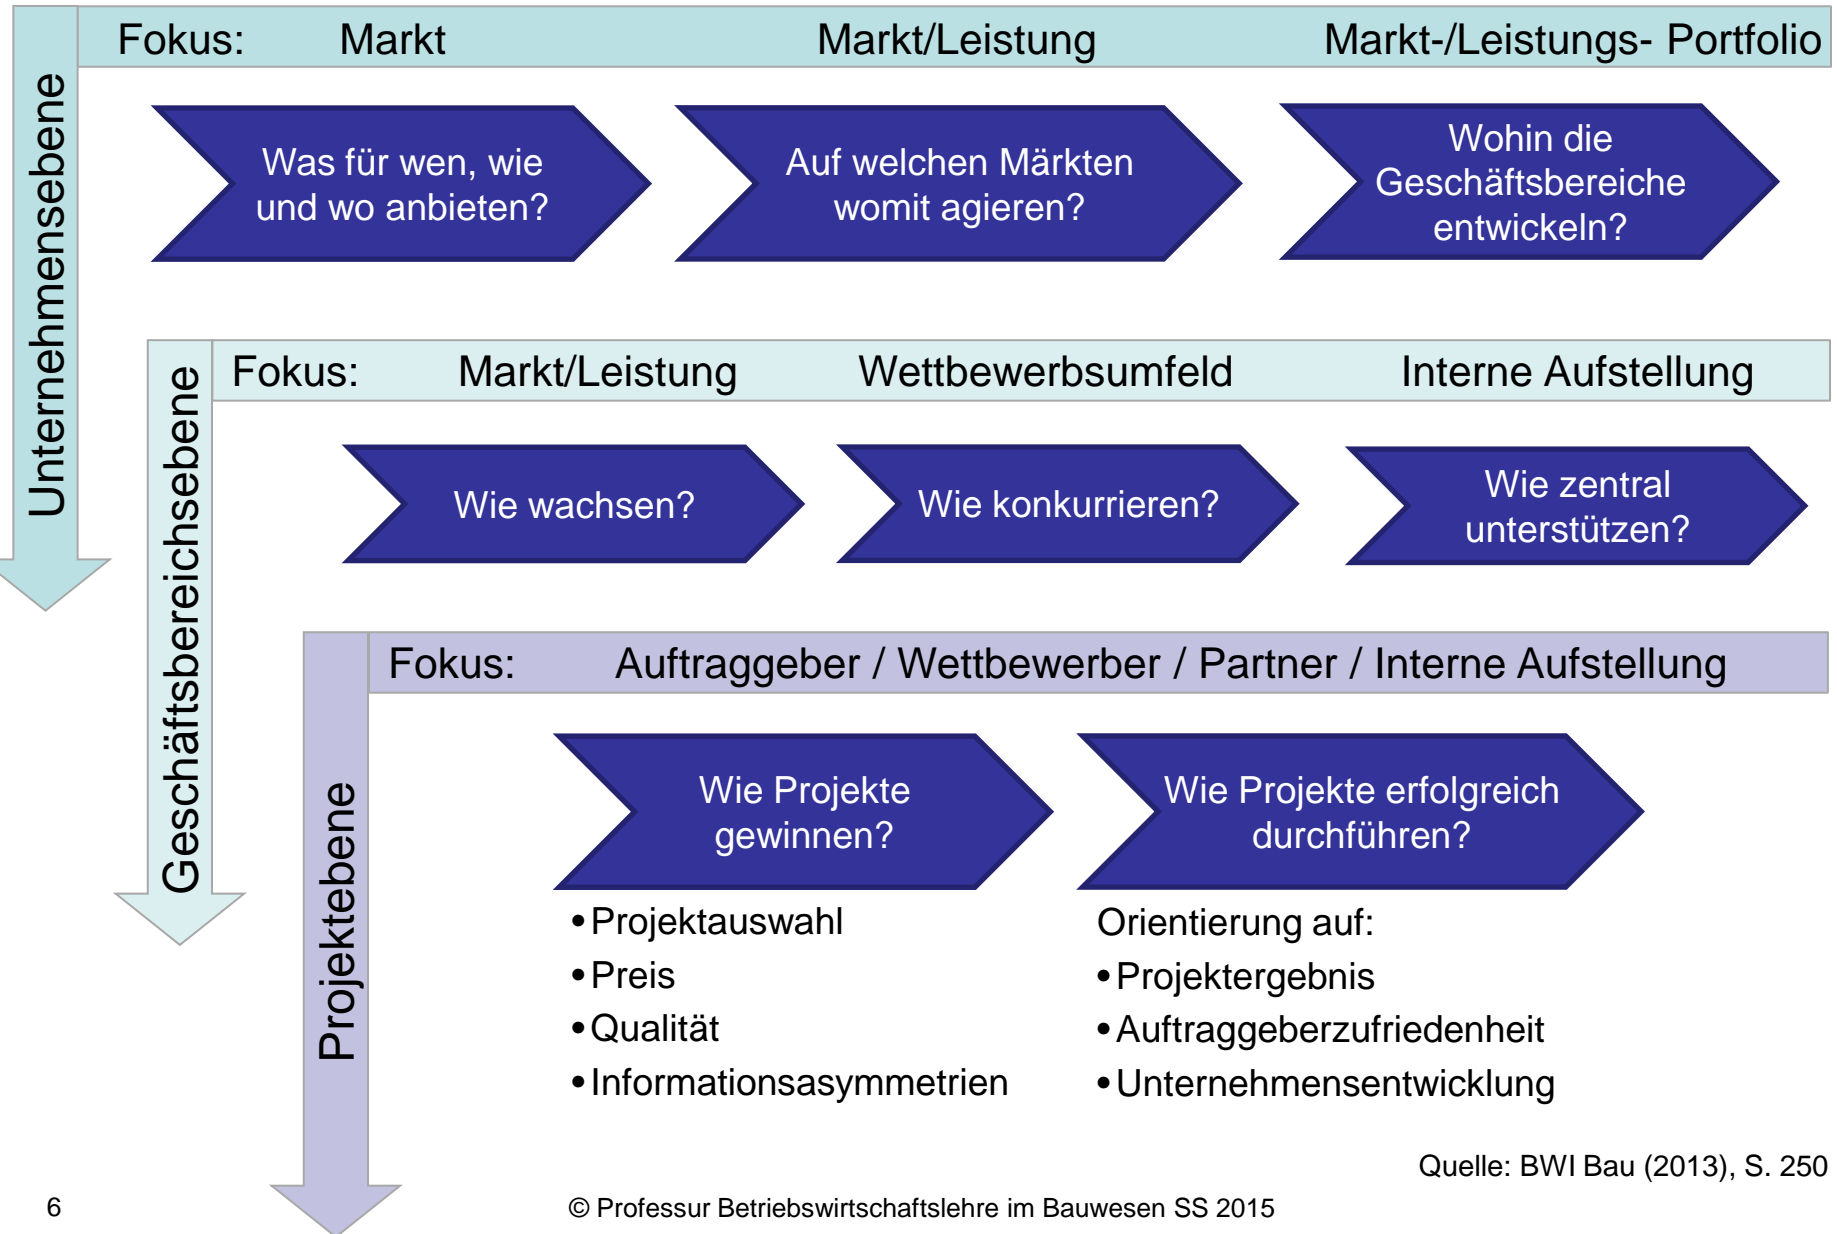 Unternehmensebene
Fokus: Markt Markt/Leistung Markt-/Leistungs- Portfolio
Was für wen, wie
und wo anbieten?
Auf welchen Märkten
womit agieren?
Wohin die
Geschäftsbereiche
entwickeln?
Geschäftsbereichsebene
Fokus: Markt/Leistung Wettbewerbsumfeld Interne Aufstellung
Wie wachsen?
Wie konkurrieren?
Wie zentral
unterstützen?
Projektebene
Fokus: Auftraggeber / Wettbewerber / Partner / Interne Aufstellung
Wie Projekte
gewinnen?
Wie Projekte erfolgreich
durchführen?
• Projektauswahl
• Preis
• Qualität
• Informationsasymmetrien
Orientierung auf:
• Projektergebnis
• Auftraggeberzufriedenheit
• Unternehmensentwicklung
Quelle: BWI Bau (2013), S. 250
6
© Professur Betriebswirtschaftslehre im Bauwesen SS 2015